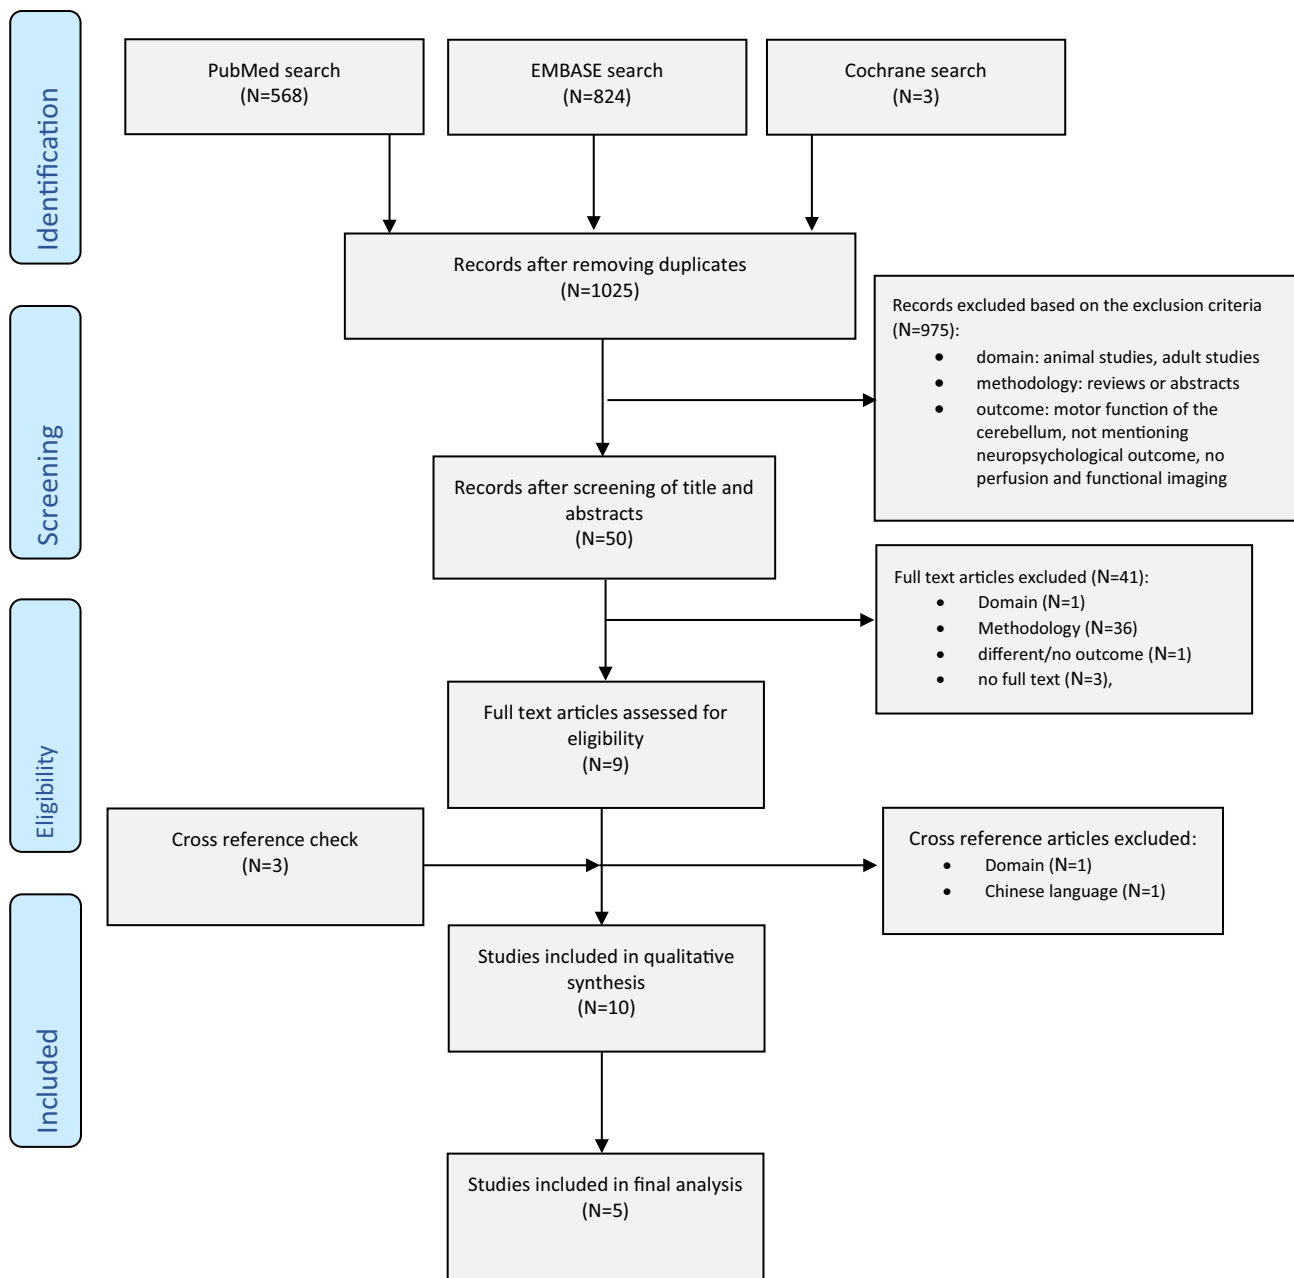 Identification
PubMed search
(N=568)
EMBASE search
(N=824)
Cochrane search
(N=3)
Records after removing duplicates
(N=1025)
Screening
Records excluded based on the exclusion criteria
(N=975):
• domain: animal studies, adult studies
• methodology: reviews or abstracts
• outcome: motor function of the
cerebellum, not mentioning
neuropsychological outcome, no
perfusion and functional imaging
Records after screening of title and
abstracts
(N=50)
Full text articles excluded (N=41):
• Domain (N=1)
• Methodology (N=36)
• different/no outcome (N=1)
• no full text (N=3),
Eligibility
Full text articles assessed for
eligibility
(N=9)
Cross reference check
(N=3)
Cross reference articles excluded:
• Domain (N=1)
• Chinese language (N=1)
Included
Studies included in qualitative
synthesis
(N=10)
Studies included in final analysis
(N=5)